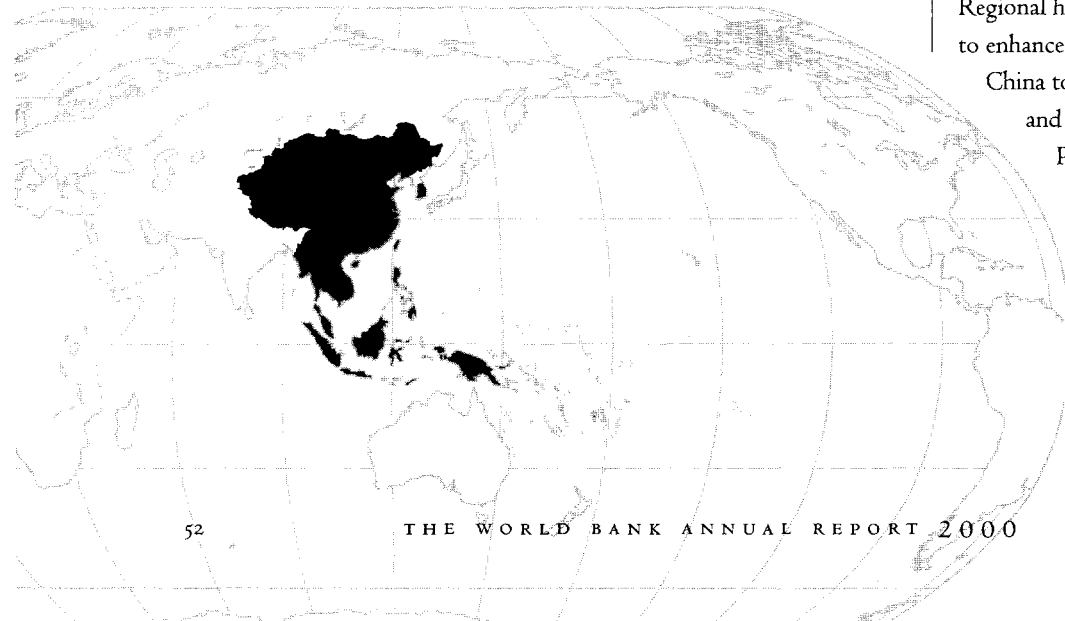 Regional h
to enhance
China to
and
P
52 THE WORLD BANK ANNUAL REPORT 2000